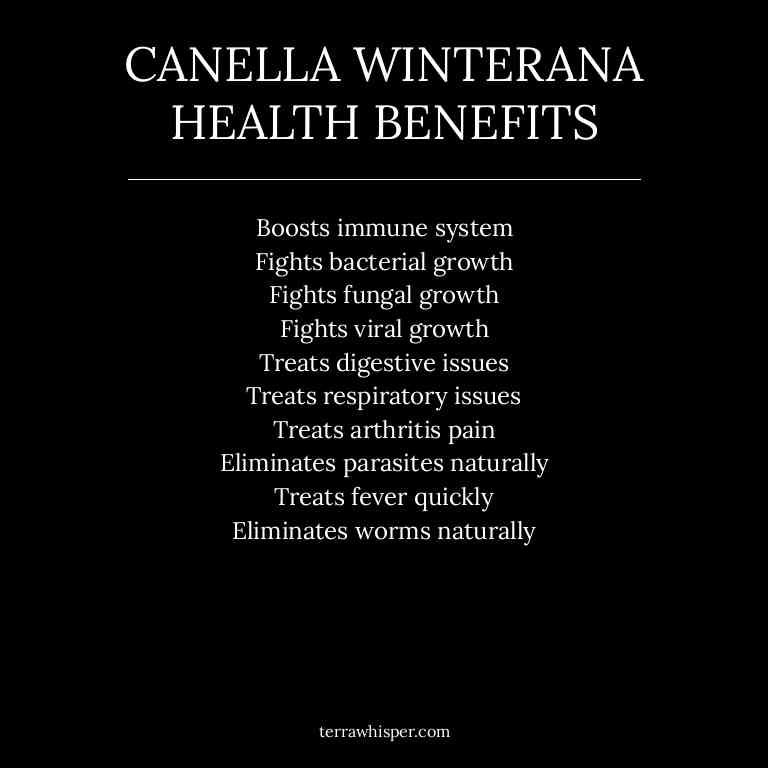 CANELLA WINTERANA
HEALTH BENEFITS
Boosts immune system
Fights bacterial growth
Fights fungal growth
Fights viral growth
Treats digestive issues
Treats respiratory issues
Treats arthritis pain
Eliminates parasites naturally
Treats fever quickly
Eliminates worms naturally
terrawhisper.com